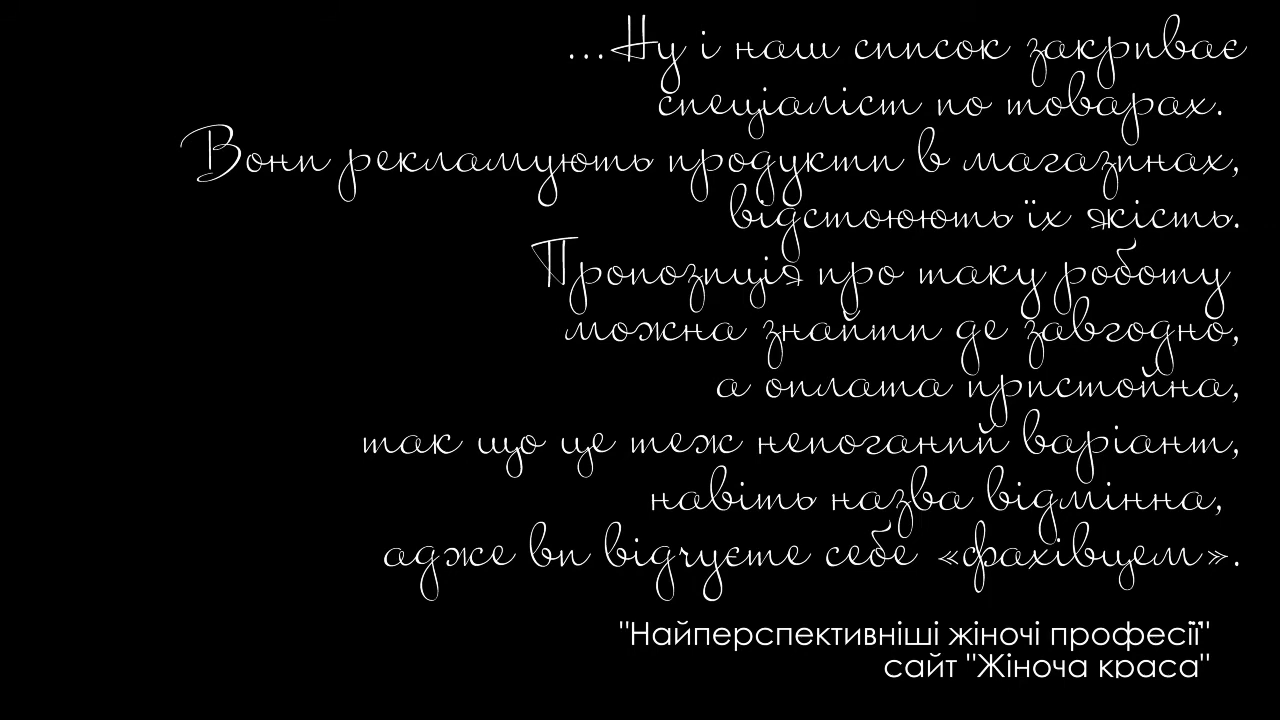 ...Ну і наш список закриває
спеціаліст по товарах.
Вони рекламують продукти в магазинах,
відстоюють їх якість.
Пропозиція про таку роботу
можна знайти де завгодно,
а оплата пристойна,
так що це теж непоганий варіант,
навіть назва відмінна,
адже ви відчуєте себе «фахівцем».
"Найперспективніші жіночі професії"
сайт "Жіноча краса"